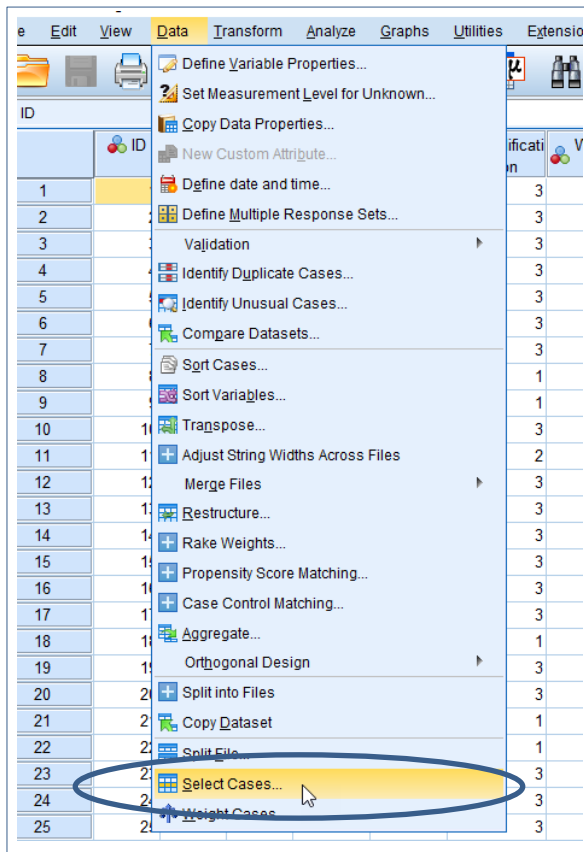 e Edit View Data Transform Analyze Graphs Utilities Extensio
Define Variable Properties...
Set Measurement Level for Unknown...
ID
Copy Data Properties...
ID
New Custom Attribute...
ificati
on
Define date and time...
1 3
Define Multiple Response Sets...
2 3
Validation
3 3
Identify Duplicate Cases...
4 3
Identify Unusual Cases...
5 3
Compare Datasets...
6 3
7 3
Sort Cases...
8 1
Sort Variables...
9 1
Transpose...
10 3
Adjust String Widths Across Files
11 2
Merge Files
12 3
Restructure...
13 3
Rake Weights...
14 3
Propensity Score Matching...
15 3
Case Control Matching...
16 3
17 3
Aggregate...
18 1
Orthogonal Design
19 3
Split into Files
20 3
Copy Dataset
21 1
Split File...
22 1
Select Cases...
23 3
Weight Cases
24 3
25 3